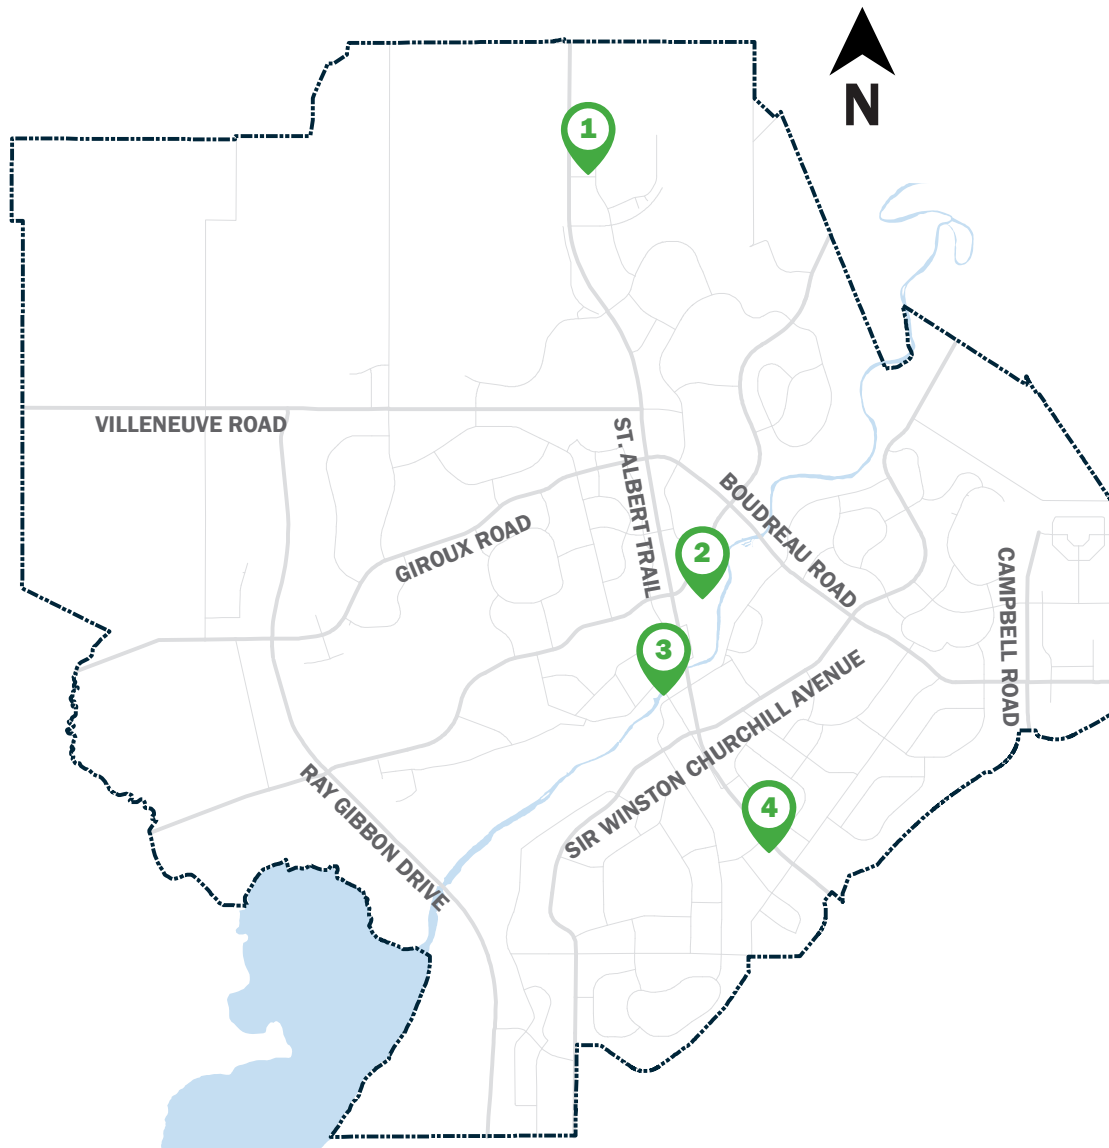 N
1
VILLENEUVE ROAD
ST. ALBERT TRAIL
BOUDREAU ROAD
GIROUX ROAD
2
CAMPBELL ROAD
3
SIR WINSTON CHURCHILL AVENUE
RAY GIBBON DRIVE
4